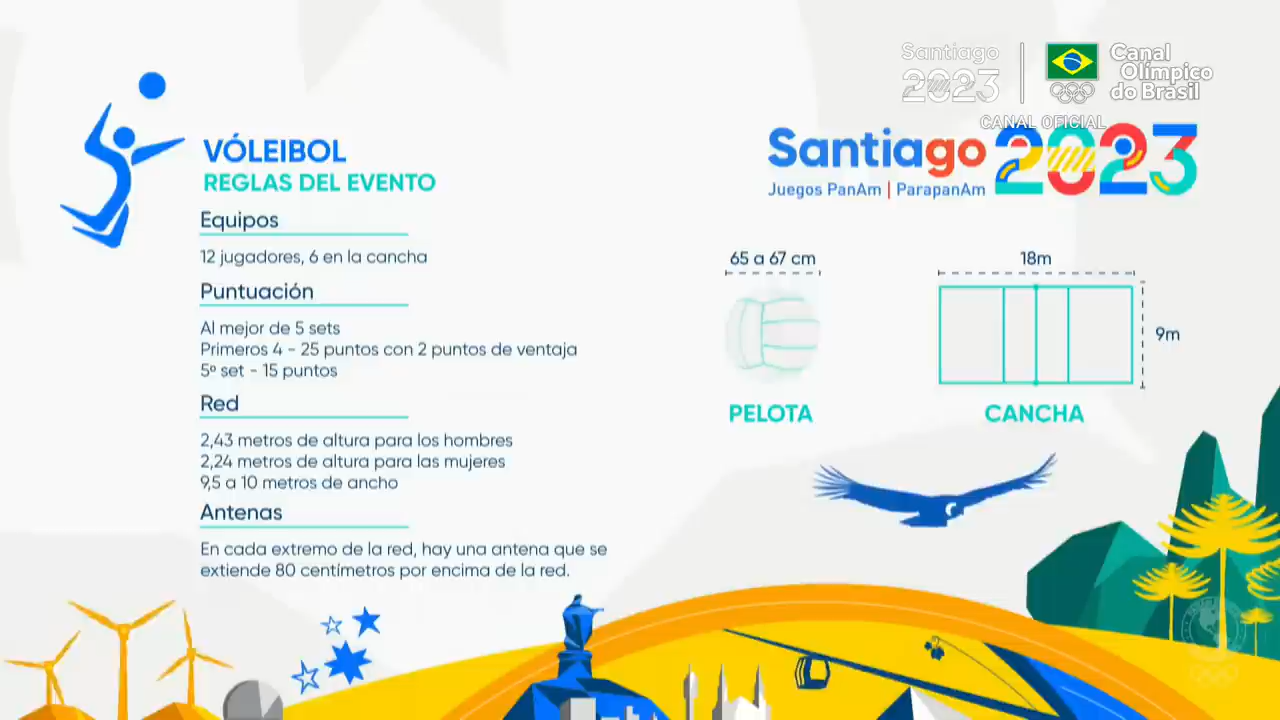 Santiago
2023
Canal
Olímpico
do Brasil
CANAL OFICIAL
VÓLEIBOL
REGLAS DEL EVENTO
Santiago 2023
Juegos PanAm | ParapanAm
Equipos
12 jugadores, 6 en la cancha
Puntuación
Al mejor de 5 sets
Primeros 4 - 25 puntos con 2 puntos de ventaja
5º set - 15 puntos
Red
2,43 metros de altura para los hombres
2,24 metros de altura para las mujeres
9,5 a 10 metros de ancho
Antenas
En cada extremo de la red, hay una antena que se
extiende 80 centímetros por encima de la red.
65 a 67 cm
PELOTA
18m
9m
CANCHA